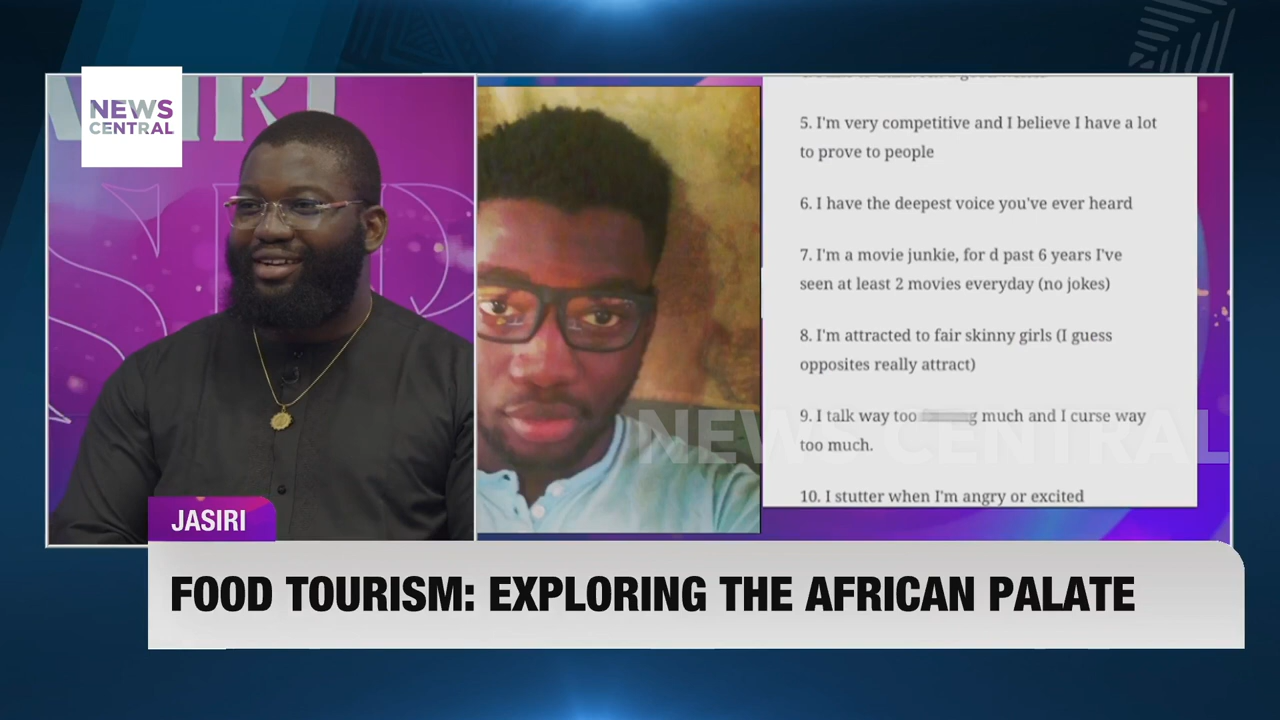 NEWS
CENTRAL
5. I'm very competitive and I believe I have a lot
to prove to people
6. I have the deepest voice you've ever heard
7. I'm a movie junkie, for d past 6 years I've
seen at least 2 movies everyday (no jokes)
8. I'm attracted to fair skinny girls (I guess
opposites really attract)
9. I talk way too much and I curse way
too much.
10. I stutter when I'm angry or excited
NEWS CENTRAL
JASIRI
FOOD TOURISM: EXPLORING THE AFRICAN PALATE